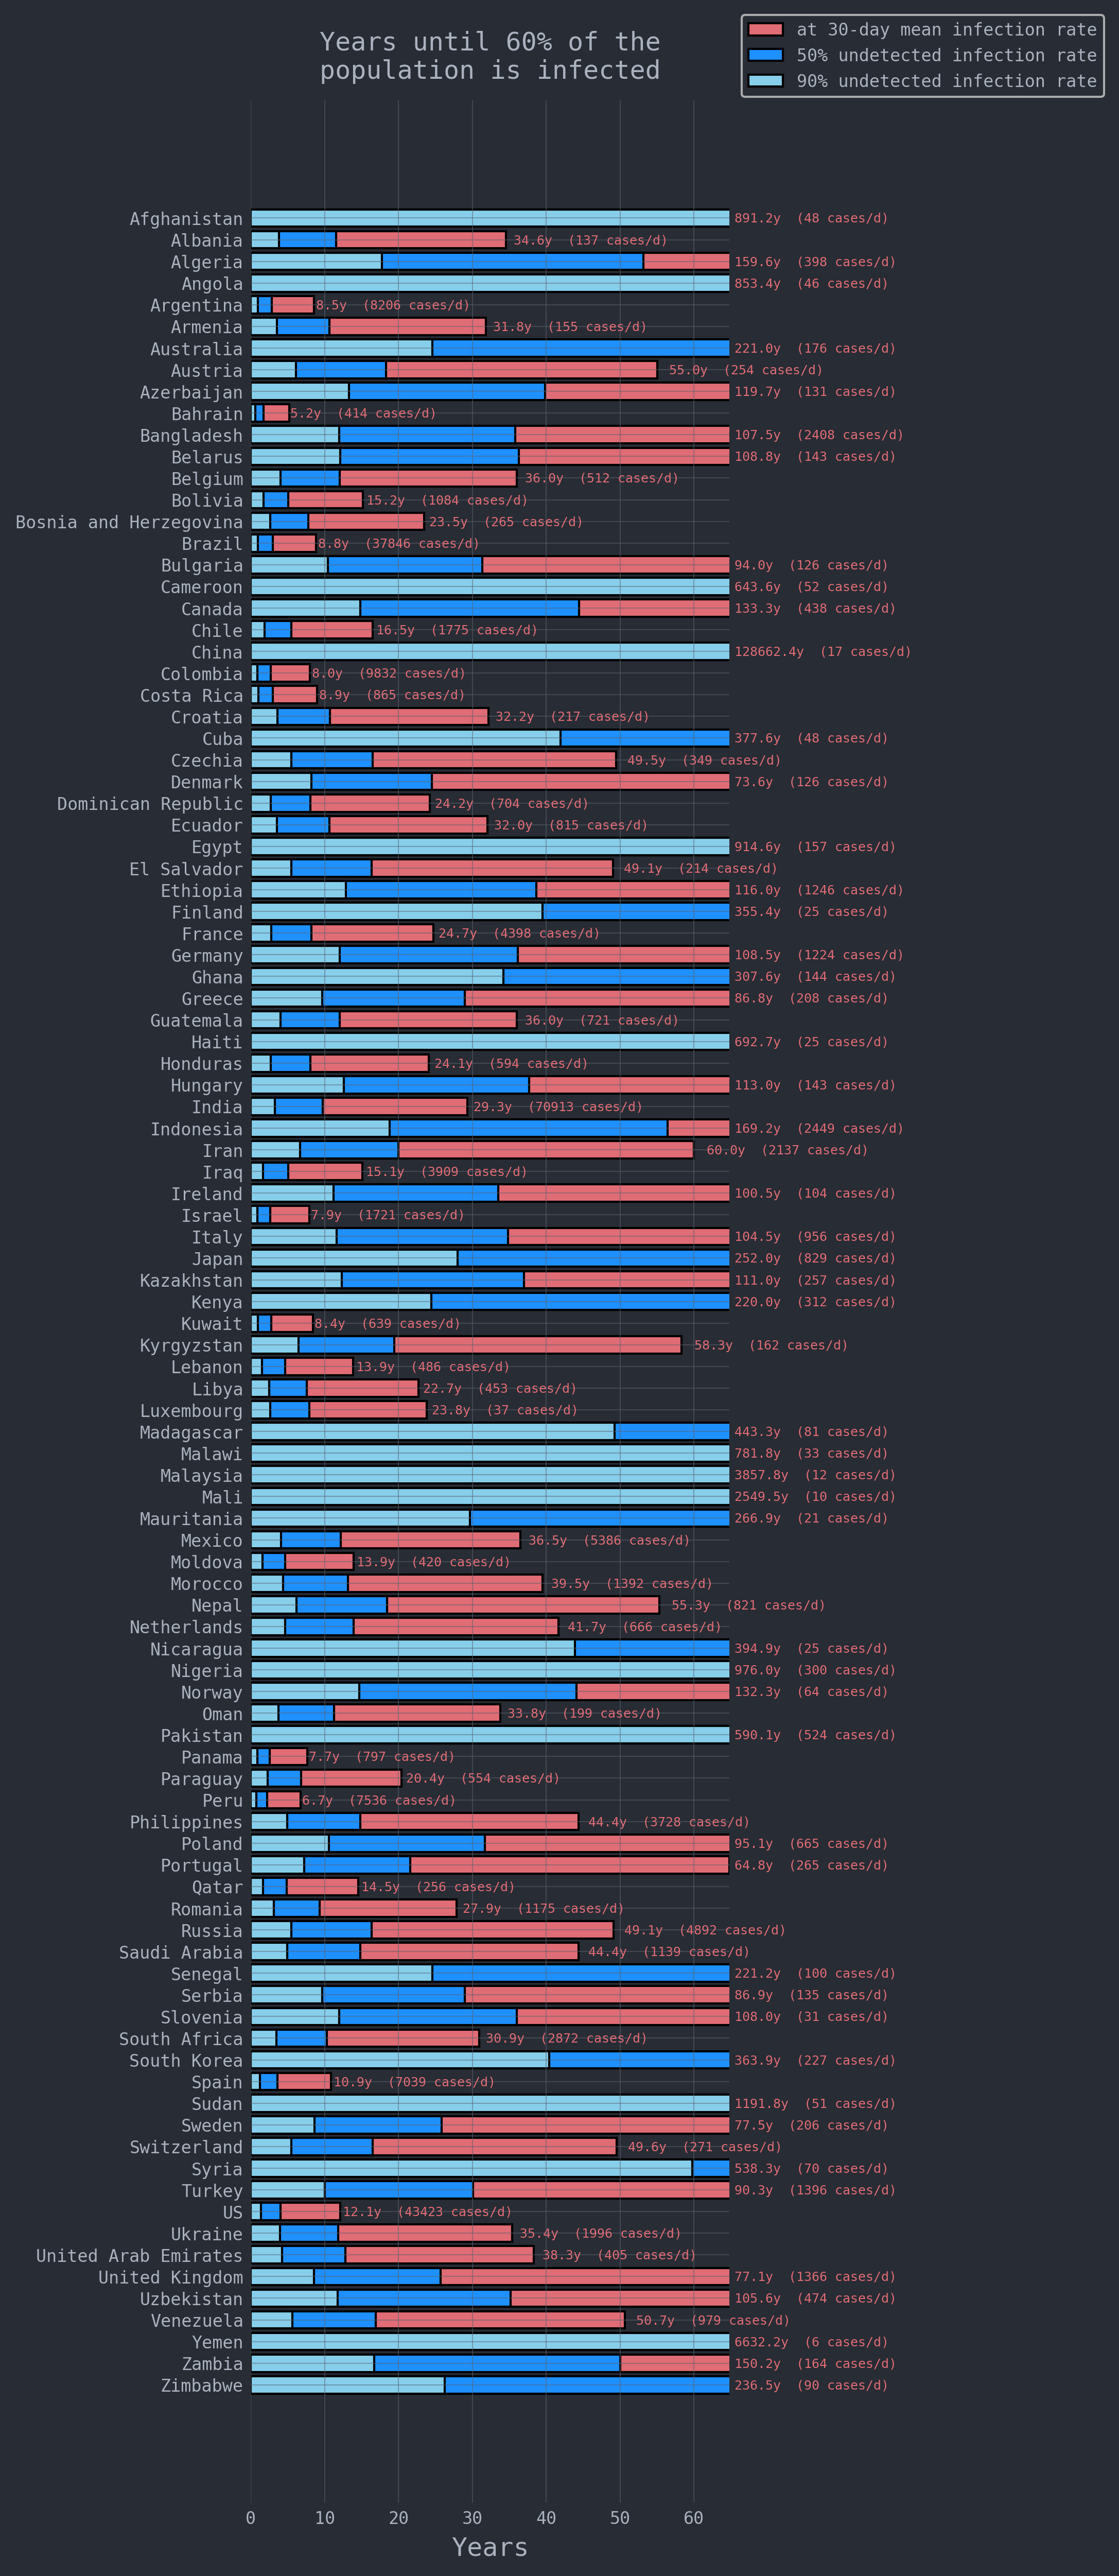 Years until 60% of the
population is infected
at 30-day mean infection rate
50% undetected infection rate
90% undetected infection rate
Afghanistan 891.2y (48 cases/d)
Albania 34.6y (137 cases/d)
Algeria 159.6y (398 cases/d)
Angola 853.4y (46 cases/d)
Argentina 8.5y (8206 cases/d)
Armenia 31.8y (155 cases/d)
Australia 221.0y (176 cases/d)
Austria 55.0y (254 cases/d)
Azerbaijan 119.7y (131 cases/d)
Bahrain 5.2y (414 cases/d)
Bangladesh 107.5y (2408 cases/d)
Belarus 108.8y (143 cases/d)
Belgium 36.0y (512 cases/d)
Bolivia 15.2y (1084 cases/d)
Bosnia and Herzegovina 23.5y (265 cases/d)
Brazil 8.8y (37846 cases/d)
Bulgaria 94.0y (126 cases/d)
Cameroon 643.6y (52 cases/d)
Canada 133.3y (438 cases/d)
Chile 16.5y (1775 cases/d)
China 128662.4y (17 cases/d)
Colombia 8.0y (9832 cases/d)
Costa Rica 8.9y (865 cases/d)
Croatia 32.2y (217 cases/d)
Cuba 377.6y (48 cases/d)
Czechia 49.5y (349 cases/d)
Denmark 73.6y (126 cases/d)
Dominican Republic 24.2y (704 cases/d)
Ecuador 32.0y (815 cases/d)
Egypt 914.6y (157 cases/d)
El Salvador 49.1y (214 cases/d)
Ethiopia 116.0y (1246 cases/d)
Finland 355.4y (25 cases/d)
France 24.7y (4398 cases/d)
Germany 108.5y (1224 cases/d)
Ghana 307.6y (144 cases/d)
Greece 86.8y (208 cases/d)
Guatemala 36.0y (721 cases/d)
Haiti 692.7y (25 cases/d)
Honduras 24.1y (594 cases/d)
Hungary 113.0y (143 cases/d)
India 29.3y (70913 cases/d)
Indonesia 169.2y (2449 cases/d)
Iran 60.0y (2137 cases/d)
Iraq 15.1y (3909 cases/d)
Ireland 100.5y (104 cases/d)
Israel 7.9y (1721 cases/d)
Italy 104.5y (956 cases/d)
Japan 252.0y (829 cases/d)
Kazakhstan 111.0y (257 cases/d)
Kenya 220.0y (312 cases/d)
Kuwait 8.4y (639 cases/d)
Kyrgyzstan 58.3y (162 cases/d)
Lebanon 13.9y (486 cases/d)
Libya 22.7y (453 cases/d)
Luxembourg 23.8y (37 cases/d)
Madagascar 443.3y (81 cases/d)
Malawi 781.8y (33 cases/d)
Malaysia 3857.8y (12 cases/d)
Mali 2549.5y (10 cases/d)
Mauritania 266.9y (21 cases/d)
Mexico 36.5y (5386 cases/d)
Moldova 13.9y (420 cases/d)
Morocco 39.5y (1392 cases/d)
Nepal 55.3y (821 cases/d)
Netherlands 41.7y (666 cases/d)
Nicaragua 394.9y (25 cases/d)
Nigeria 976.0y (300 cases/d)
Norway 132.3y (64 cases/d)
Oman 33.8y (199 cases/d)
Pakistan 590.1y (524 cases/d)
Panama 7.7y (797 cases/d)
Paraguay 20.4y (554 cases/d)
Peru 6.7y (7536 cases/d)
Philippines 44.4y (3728 cases/d)
Poland 95.1y (665 cases/d)
Portugal 64.8y (265 cases/d)
Qatar 14.5y (256 cases/d)
Romania 27.9y (1175 cases/d)
Russia 49.1y (4892 cases/d)
Saudi Arabia 44.4y (1139 cases/d)
Senegal 221.2y (100 cases/d)
Serbia 86.9y (135 cases/d)
Slovenia 108.0y (31 cases/d)
South Africa 30.9y (2872 cases/d)
South Korea 363.9y (227 cases/d)
Spain 10.9y (7039 cases/d)
Sudan 1191.8y (51 cases/d)
Sweden 77.5y (206 cases/d)
Switzerland 49.6y (271 cases/d)
Syria 538.3y (70 cases/d)
Turkey 90.3y (1396 cases/d)
US 12.1y (43423 cases/d)
Ukraine 35.4y (1996 cases/d)
United Arab Emirates 38.3y (405 cases/d)
United Kingdom 77.1y (1366 cases/d)
Uzbekistan 105.6y (474 cases/d)
Venezuela 50.7y (979 cases/d)
Yemen 6632.2y (6 cases/d)
Zambia 150.2y (164 cases/d)
Zimbabwe 236.5y (90 cases/d)
0 10 20 30 40 50 60
Years